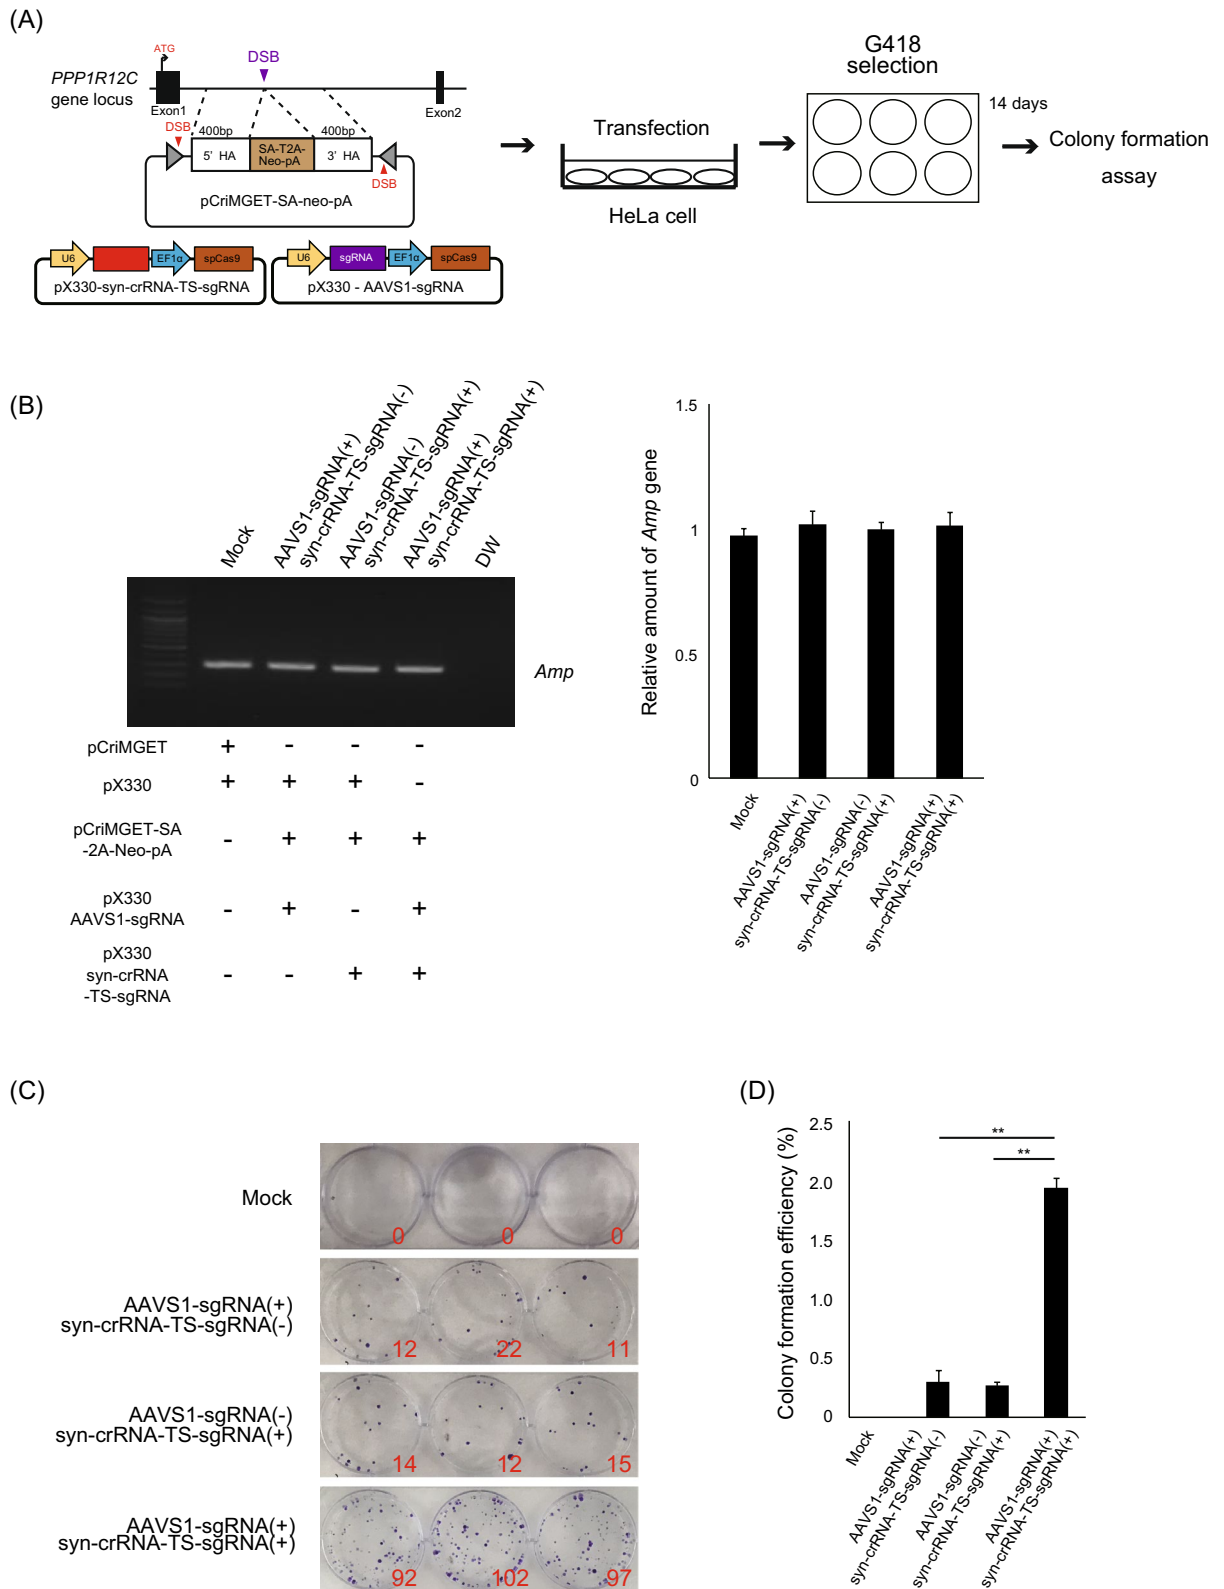 (A)
ATG
DSB
PPP1R12C
gene locus
Exon1
Exon2
DSB
400bp
400bp
5' HA
SA-T2A-
Neo-pA
3' HA
DSB
pCriMGET-SA-neo-pA
U6
EF1α
spCas9
pX330-syn-crRNA-TS-sgRNA
U6
sgRNA
EF1α
spCas9
pX330 - AAVS1-sgRNA
Transfection
HeLa cell
G418
selection
14 days
Colony formation
assay
(B)
Mock
AAVS1-sgRNA(+)
syn-crRNA-TS-sgRNA(-)
AAVS1-sgRNA(-)
syn-crRNA-TS-sgRNA(+)
AAVS1-sgRNA(+)
syn-crRNA-TS-sgRNA(+)
DW
Amp
pCriMGET + - - -
pX330 + + + -
pCriMGET-SA
-2A-Neo-pA - + + +
pX330
AAVS1-sgRNA - + - +
pX330
syn-crRNA
-TS-sgRNA - - + +
Relative amount of Amp gene
1.5
1
0.5
0
Mock
AAVS1-sgRNA(+)
syn-crRNA-TS-sgRNA(-)
AAVS1-sgRNA(-)
syn-crRNA-TS-sgRNA(+)
AAVS1-sgRNA(+)
syn-crRNA-TS-sgRNA(+)
(C)
Mock
0 0 0
AAVS1-sgRNA(+)
syn-crRNA-TS-sgRNA(-)
12 22 11
AAVS1-sgRNA(-)
syn-crRNA-TS-sgRNA(+)
14 12 15
AAVS1-sgRNA(+)
syn-crRNA-TS-sgRNA(+)
92 102 97
(D)
Colony formation efficiency (%)
2.5
2.0
1.5
1.0
0.5
0
**
**
Mock
AAVS1-sgRNA(+)
syn-crRNA-TS-sgRNA(-)
AAVS1-sgRNA(-)
syn-crRNA-TS-sgRNA(+)
AAVS1-sgRNA(+)
syn-crRNA-TS-sgRNA(+)